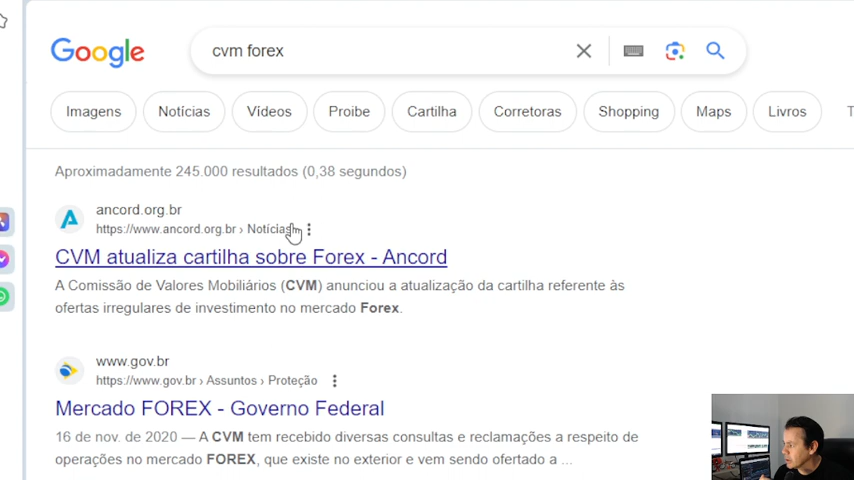 Google
cvm forex
Imagens
Notícias
Vídeos
Proibe
Cartilha
Corretoras
Shopping
Maps
Livros
Aproximadamente 245.000 resultados (0,38 segundos)
ancord.org.br
https://www.ancord.org.br › Notícias
CVM atualiza cartilha sobre Forex - Ancord
A Comissão de Valores Mobiliários (CVM) anunciou a atualização da cartilha referente às
ofertas irregulares de investimento no mercado Forex.
www.gov.br
https://www.gov.br › Assuntos › Proteção
Mercado FOREX - Governo Federal
16 de nov. de 2020 — A CVM tem recebido diversas consultas e reclamações a respeito de
operações no mercado FOREX, que existe no exterior e vem sendo ofertado a ...